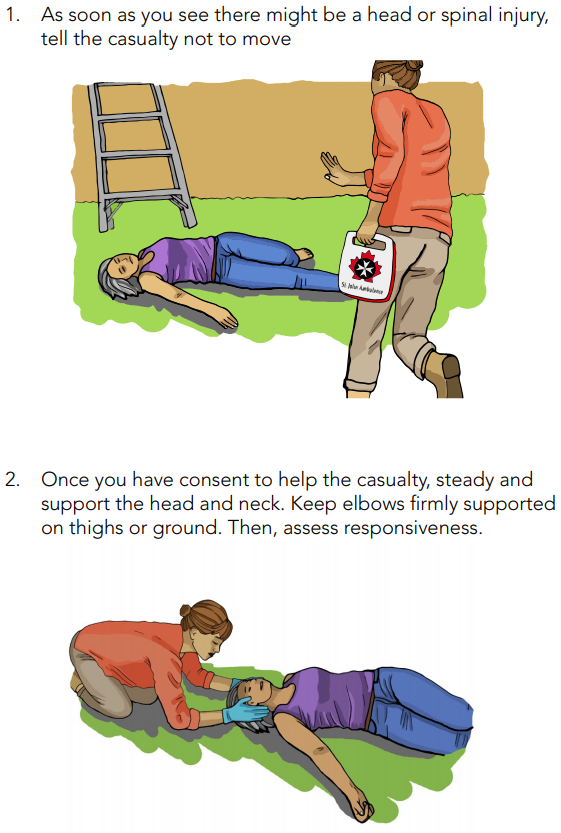 1. As soon as you see there might be a head or spinal injury,
tell the casualty not to move
St. John Ambulance
2. Once you have consent to help the casualty, steady and
support the head and neck. Keep elbows firmly supported
on thighs or ground. Then, assess responsiveness.